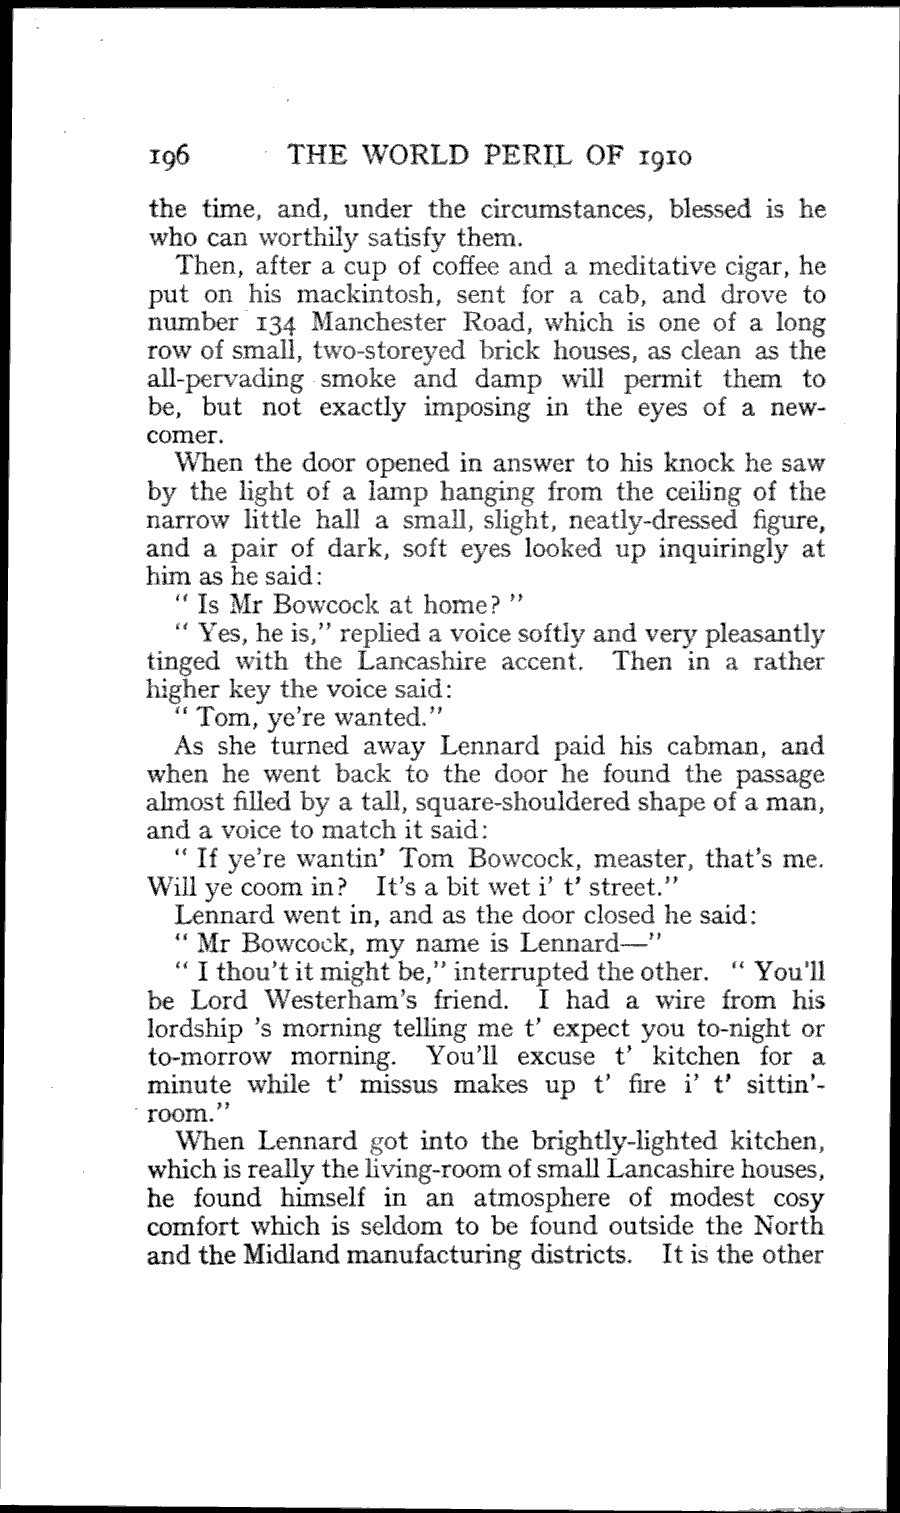 196 THE WORLD PERIL OF 1910
the time, and, under the circumstances, blessed is he
who can worthily satisfy them.
Then, after a cup of coffee and a meditative cigar, he
put on his mackintosh, sent for a cab, and drove to
number 134 Manchester Road, which is one of a long
row of small, two-storeyed brick houses, as clean as the
all-pervading smoke and damp will permit them to
be, but not exactly imposing in the eyes of a new-
comer.
When the door opened in answer to his knock he saw
by the light of a lamp hanging from the ceiling of the
narrow little hall a small, slight, neatly-dressed figure,
and a pair of dark, soft eyes looked up inquiringly at
him as he said:
" Is Mr Bowcock at home? "
" Yes, he is," replied a voice softly and very pleasantly
tinged with the Lancashire accent. Then in a rather
higher key the voice said:
" Tom, ye're wanted."
As she turned away Lennard paid his cabman, and
when he went back to the door he found the passage
almost filled by a tall, square-shouldered shape of a man,
and a voice to match it said:
" If ye're wantin' Tom Bowcock, measter, that's me.
Will ye coom in? It's a bit wet i' t' street."
Lennard went in, and as the door closed he said:
" Mr Bowcock, my name is Lennard—"
" I thou't it might be," interrupted the other. " You'll
be Lord Westerham's friend. I had a wire from his
lordship 's morning telling me t' expect you to-night or
to-morrow morning. You'll excuse t' kitchen for a
minute while t' missus makes up t' fire i' t' sittin'-
room."
When Lennard got into the brightly-lighted kitchen,
which is really the living-room of small Lancashire houses,
he found himself in an atmosphere of modest cosy
comfort which is seldom to be found outside the North
and the Midland manufacturing districts. It is the other